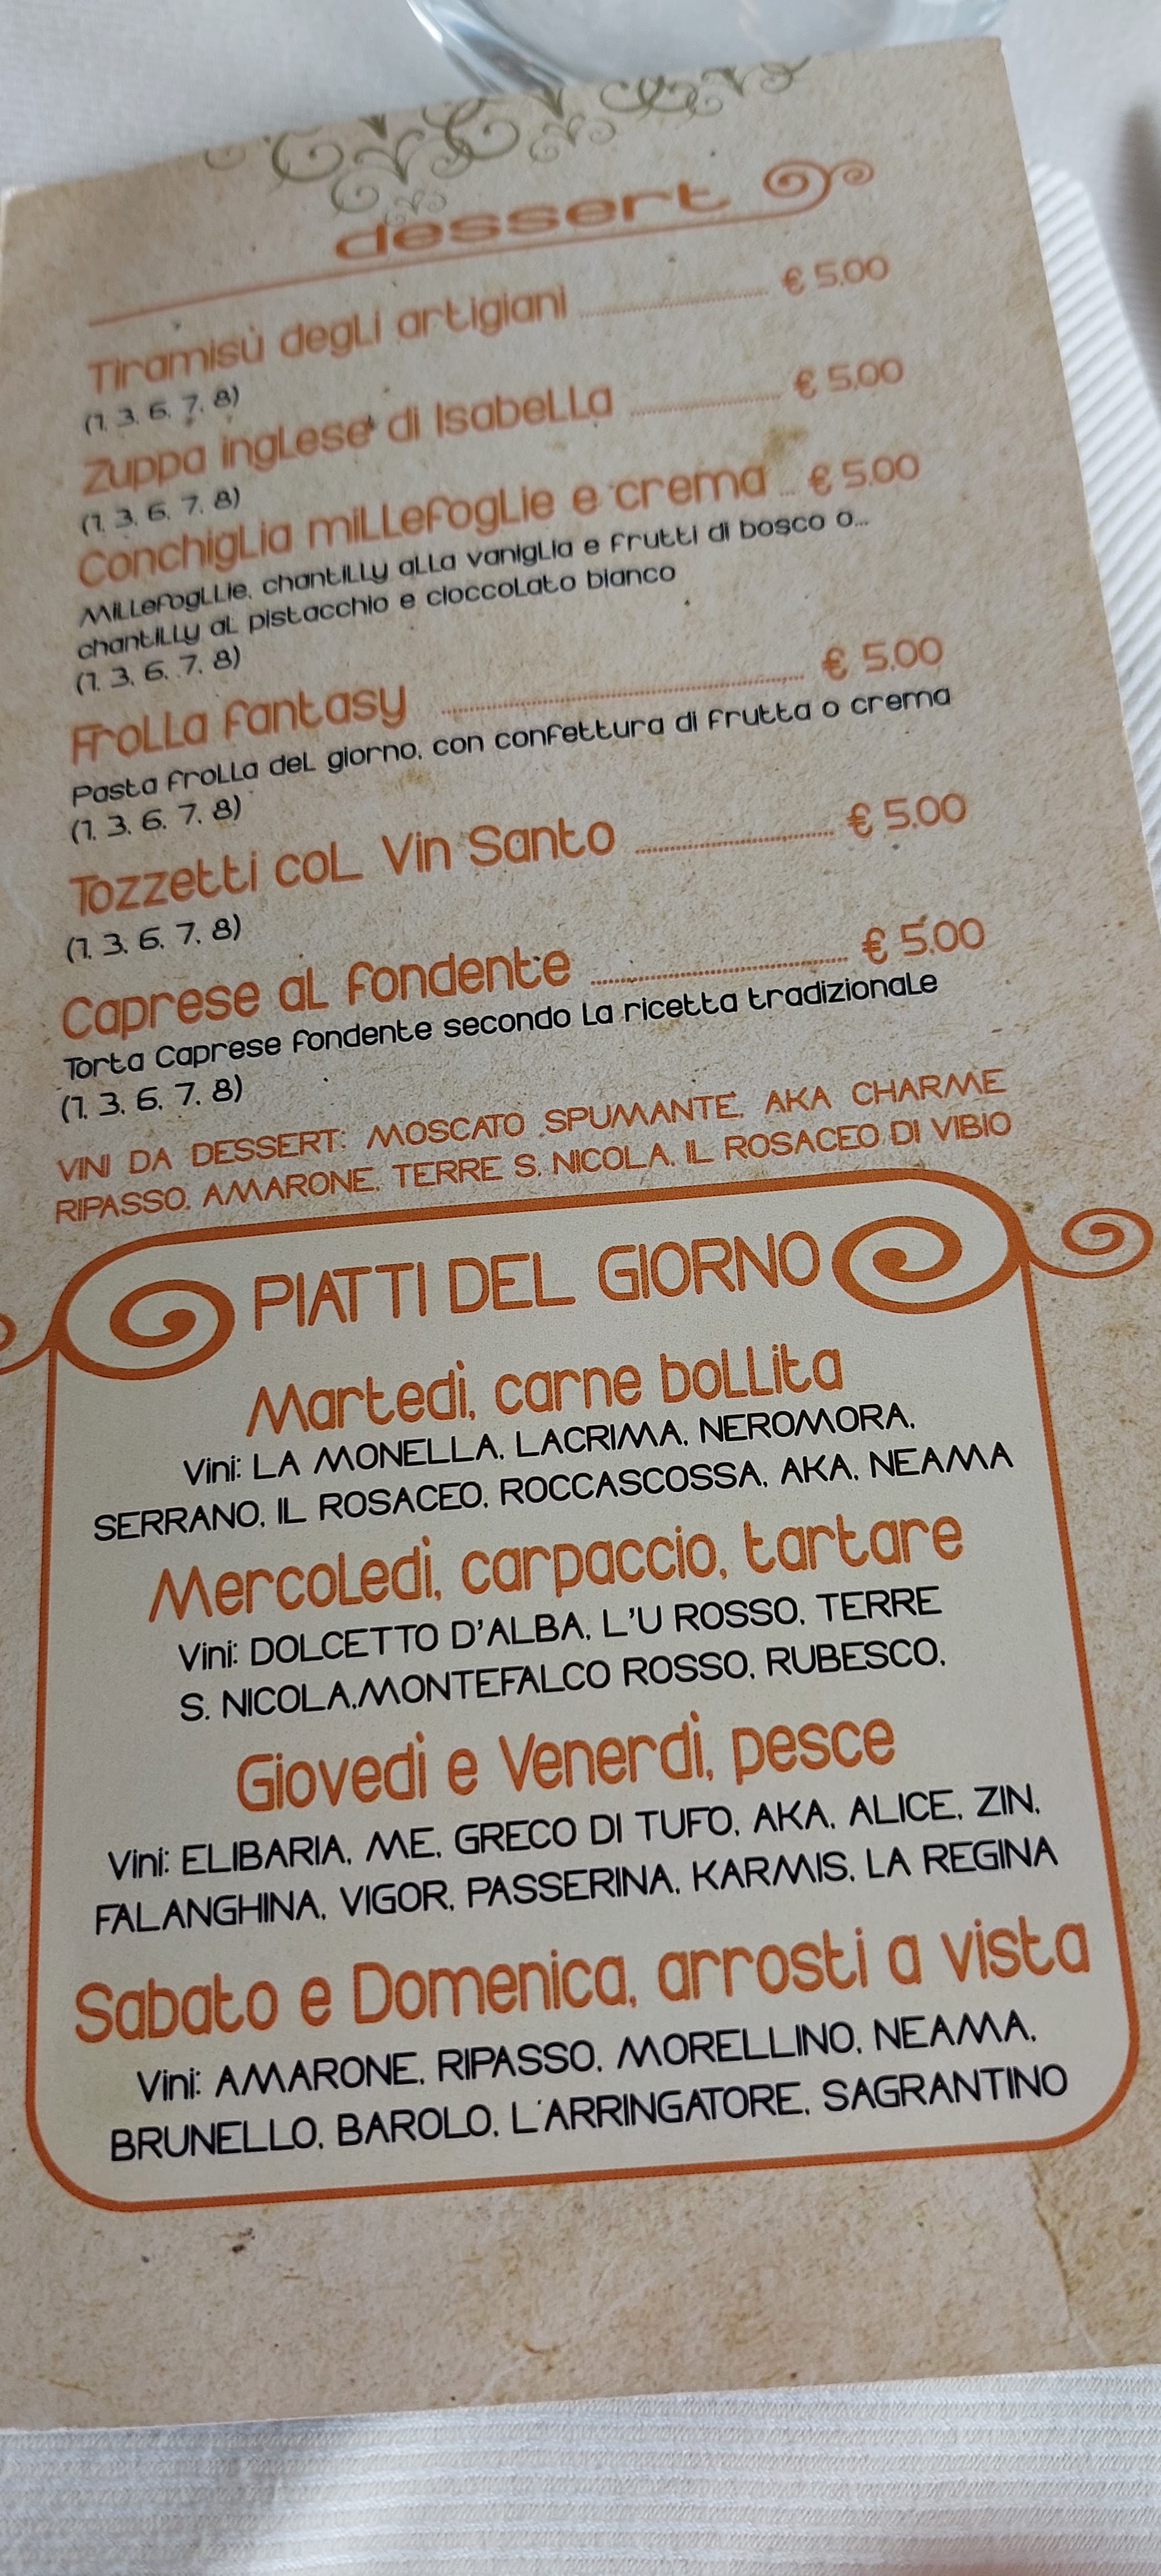 dessert
Tiramisù degli artigiani ........ € 5.00
(1, 3, 6, 7, 8)
Zuppa inglese di Isabella ........ € 5.00
(1, 3, 6, 7, 8)
Conchiglia millefoglie e crema ... € 5.00
Millefogllie, chantilly alla vaniglia e frutti di bosco o...
chantilly al pistacchio e cioccolato bianco
(1, 3, 6, 7, 8)
Frolla fantasy ........ € 5.00
Pasta frolla del giorno, con confettura di frutta o crema
(1, 3, 6, 7, 8)
Tozzetti col Vin Santo ........ € 5.00
(1, 3, 6, 7, 8)
Caprese al fondente ........ € 5.00
Torta Caprese fondente secondo la ricetta tradizionale
(1, 3, 6, 7, 8)
VINI DA DESSERT: MOSCATO SPUMANTE, AKA CHARME
RIPASSO, AMARONE, TERRE S. NICOLA, IL ROSACEO DI VIBIO
PIATTI DEL GIORNO
Martedì, carne bollita
Vini: LA MONELLA, LACRIMA, NEROMORA,
SERRANO, IL ROSACEO, ROCCASCOSSA, AKA, NEAMA
Mercoledì, carpaccio, tartare
Vini: DOLCETTO D'ALBA, L'U ROSSO, TERRE
S. NICOLA,MONTEFALCO ROSSO, RUBESCO,
Giovedì e Venerdì, pesce
Vini: ELIBARIA, ME, GRECO DI TUFO, AKA, ALICE, ZIN,
FALANGHINA, VIGOR, PASSERINA, KARMIS, LA REGINA
Sabato e Domenica, arrosti a vista
Vini: AMARONE, RIPASSO, MORELLINO, NEAMA,
BRUNELLO, BAROLO, L'ARRINGATORE, SAGRANTINO